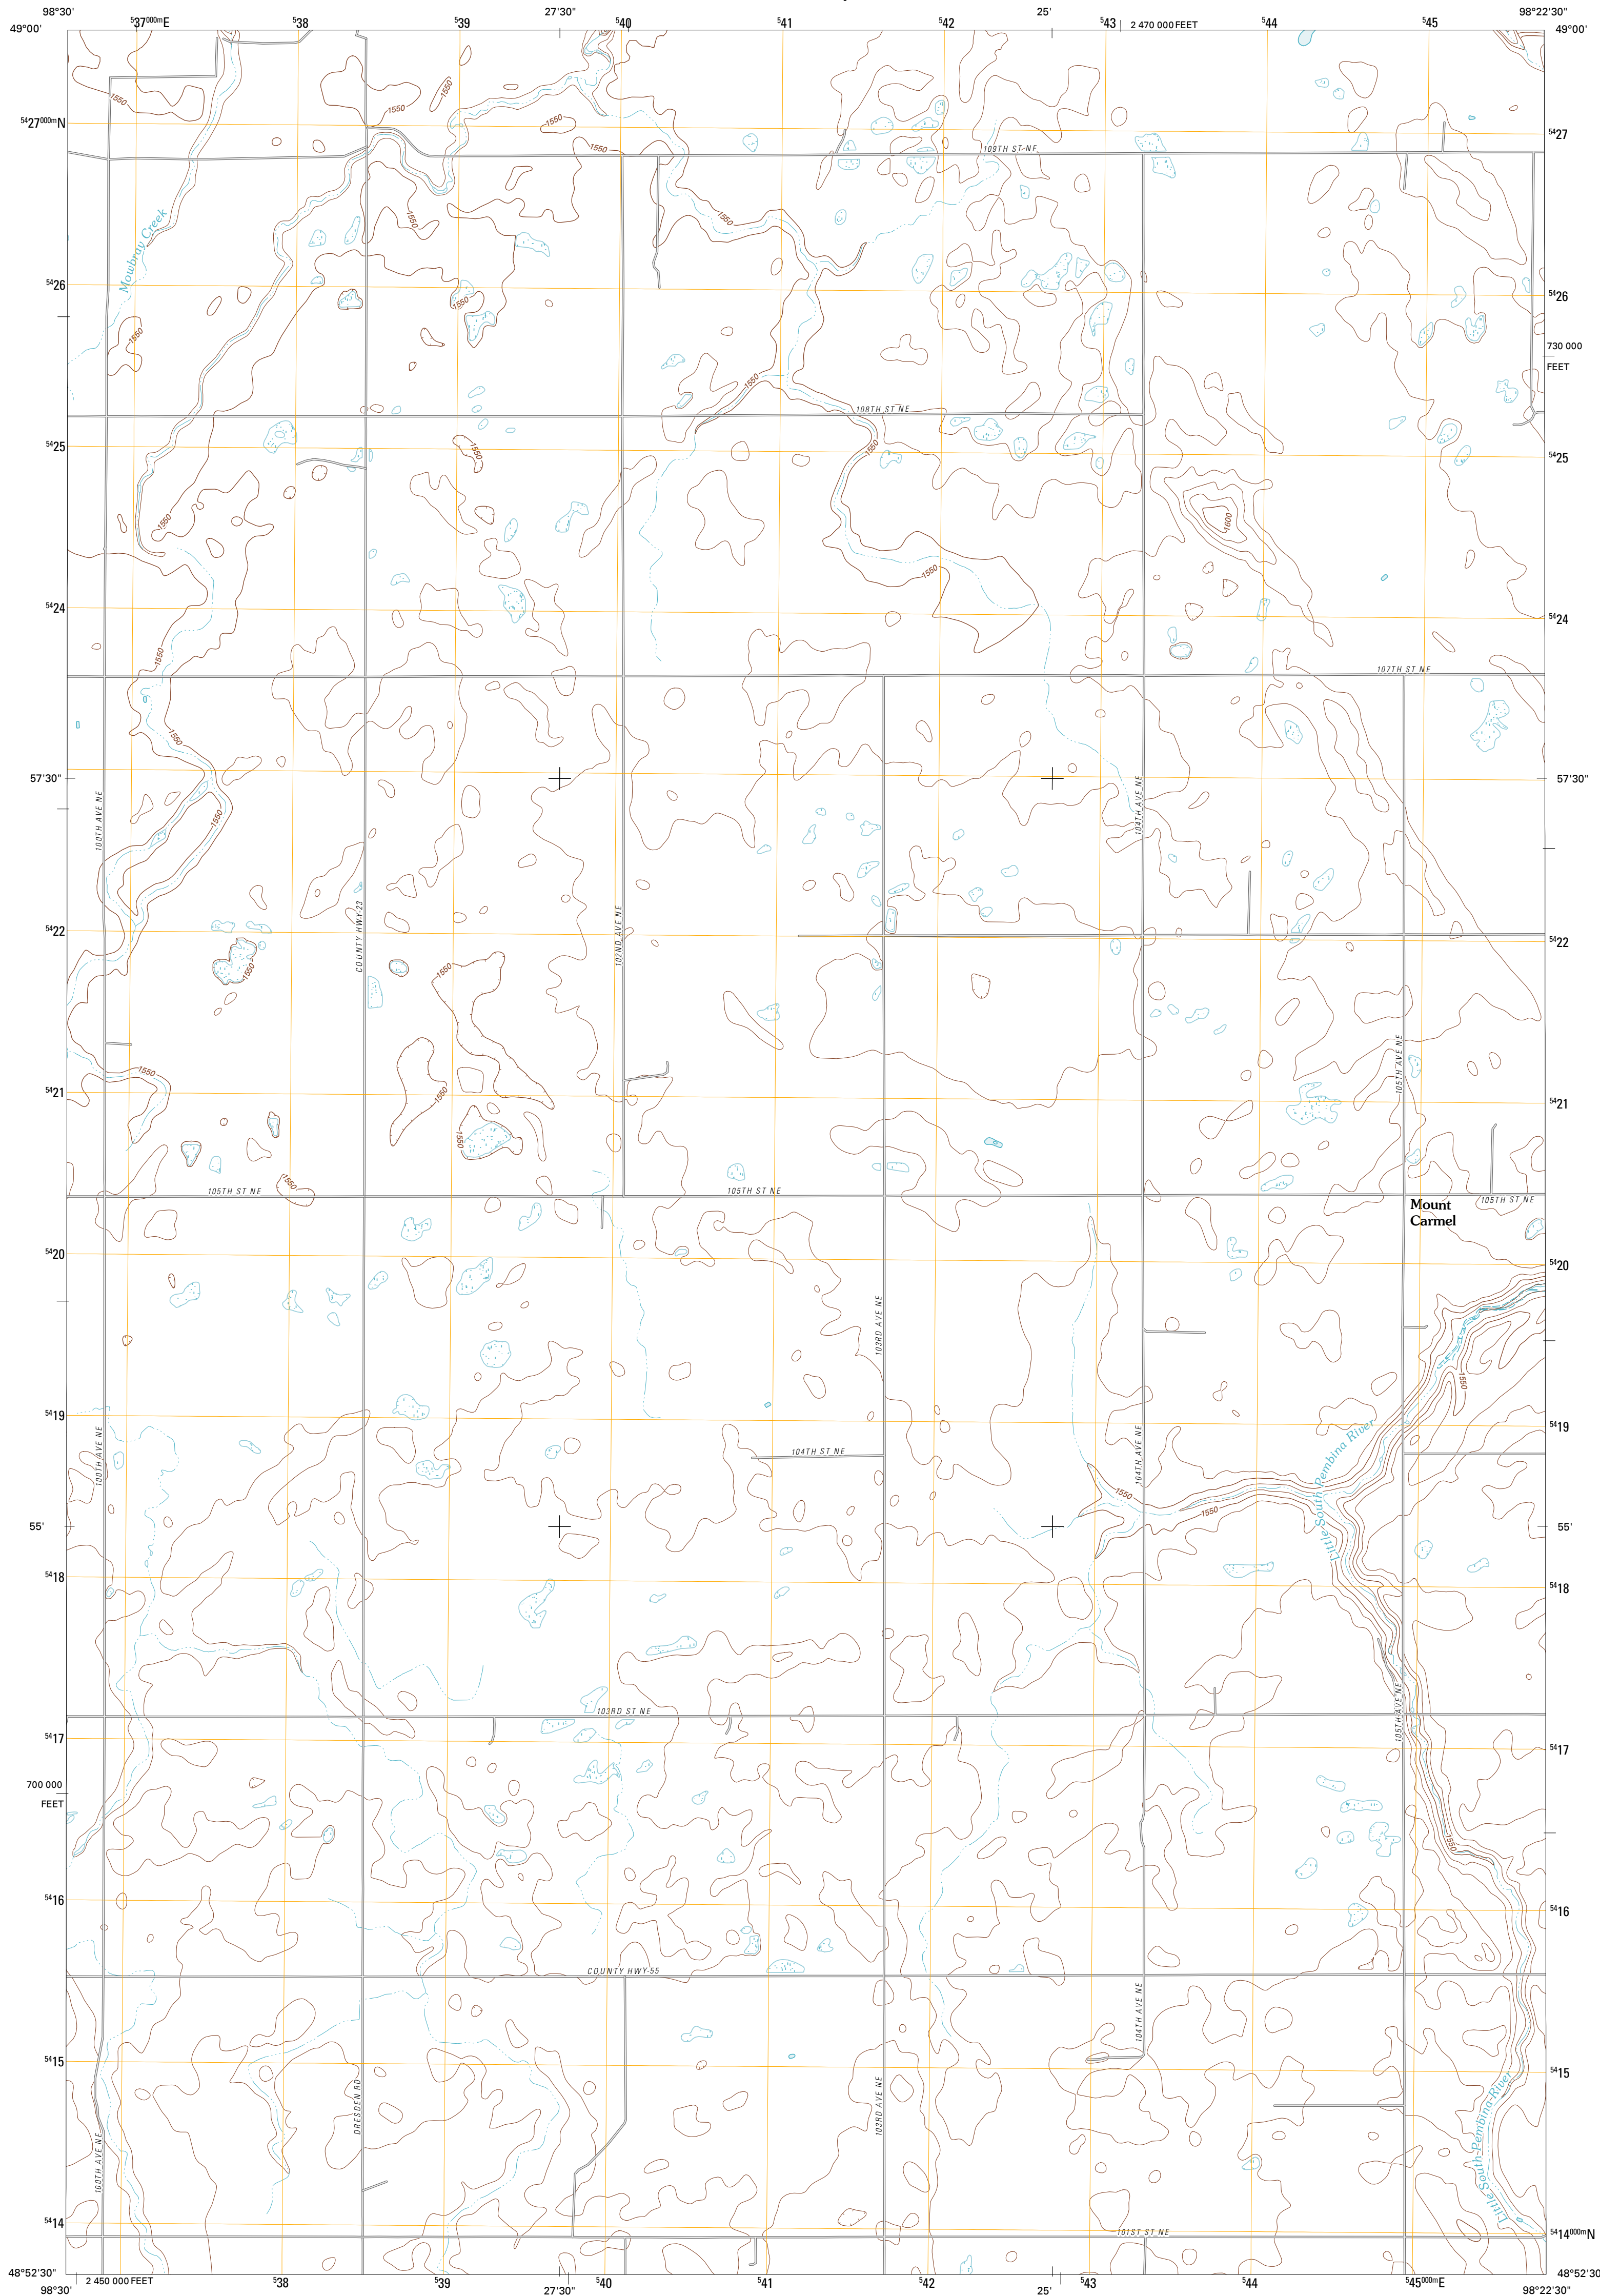 98°30'
⁵37⁰⁰⁰ᵐE
⁵38
⁵39
27'30"
⁵40
⁵41
⁵42
25'
⁵43
2 470 000 FEET
⁵44
⁵45
98°22'30"
49°00'
49°00'
1550
1550
1550
1550
⁵⁴27⁰⁰⁰ᵐN
⁵⁴27
1550
109TH ST NE
1550
1550
Mowbray Creek
⁵⁴26
⁵⁴26
1550
1550
730 000
FEET
1550
108TH ST NE
⁵⁴25
⁵⁴25
1550
1550
1550
1600
1550
⁵⁴24
⁵⁴24
1550
107TH ST NE
1550
57'30"
57'30"
100TH AVE NE
104TH AVE NE
1550
COUNTY HWY 23
102ND AVE NE
⁵⁴22
⁵⁴22
1550
1550
105TH AVE NE
1550
1550
⁵⁴21
⁵⁴21
1550
1550
105TH ST NE
105TH ST NE
105TH ST NE
Mount
Carmel
⁵⁴20
⁵⁴20
103RD AVE NE
1550
⁵⁴19
⁵⁴19
100TH AVE NE
104TH ST NE
104TH AVE NE
Little South Pembina River
1550
1550
55'
55'
⁵⁴18
⁵⁴18
103RD ST NE
105TH AVE NE
⁵⁴17
⁵⁴17
700 000
FEET
1550
⁵⁴16
⁵⁴16
COUNTY HWY 55
104TH AVE NE
⁵⁴15
⁵⁴15
DRESDEN RD
103RD AVE NE
100TH AVE NE
Little South Pembina River
⁵⁴14
101ST ST NE
⁵⁴14⁰⁰⁰ᵐN
48°52'30"
48°52'30"
2 450 000 FEET
98°30'
⁵38
⁵39
27'30"
⁵40
⁵41
⁵42
25'
⁵43
⁵44
⁵45⁰⁰⁰ᵐE
98°22'30"